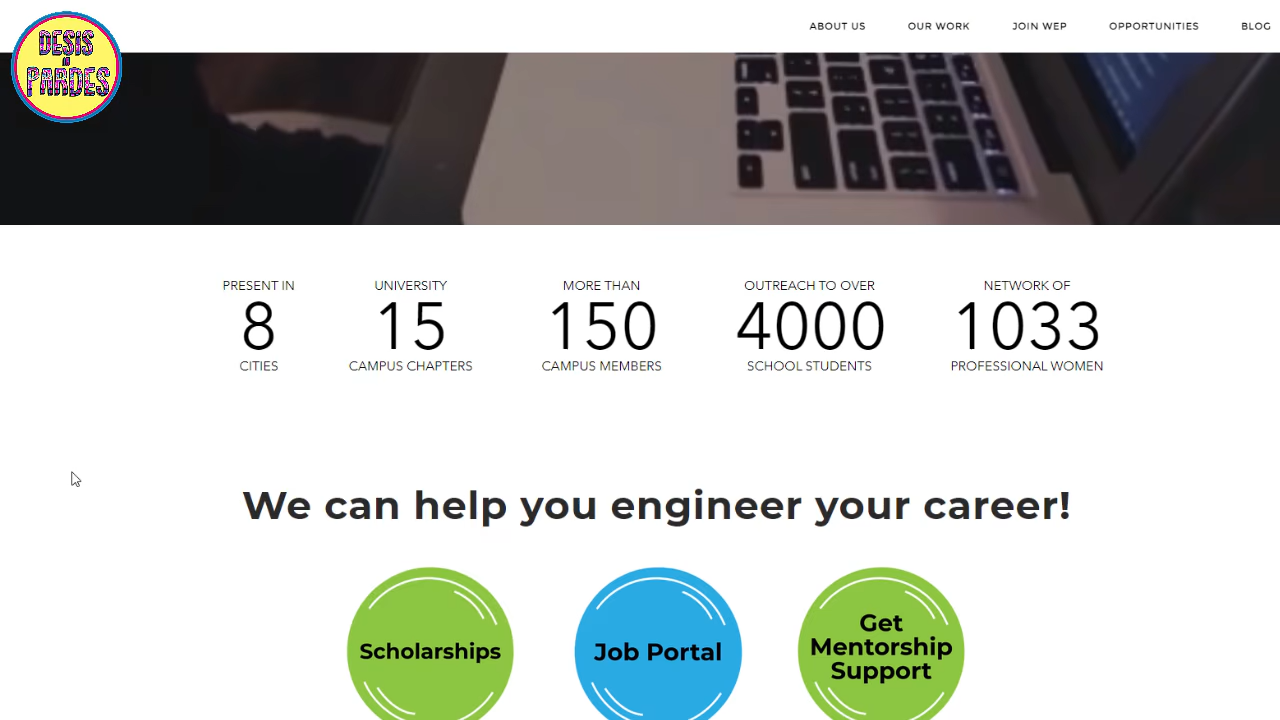 DESIS
in
PARDES
ABOUT US OUR WORK JOIN WEP OPPORTUNITIES BLOG
PRESENT IN
8
CITIES
UNIVERSITY
15
CAMPUS CHAPTERS
MORE THAN
150
CAMPUS MEMBERS
OUTREACH TO OVER
4000
SCHOOL STUDENTS
NETWORK OF
1033
PROFESSIONAL WOMEN
We can help you engineer your career!
Scholarships
Job Portal
Get
Mentorship
Support